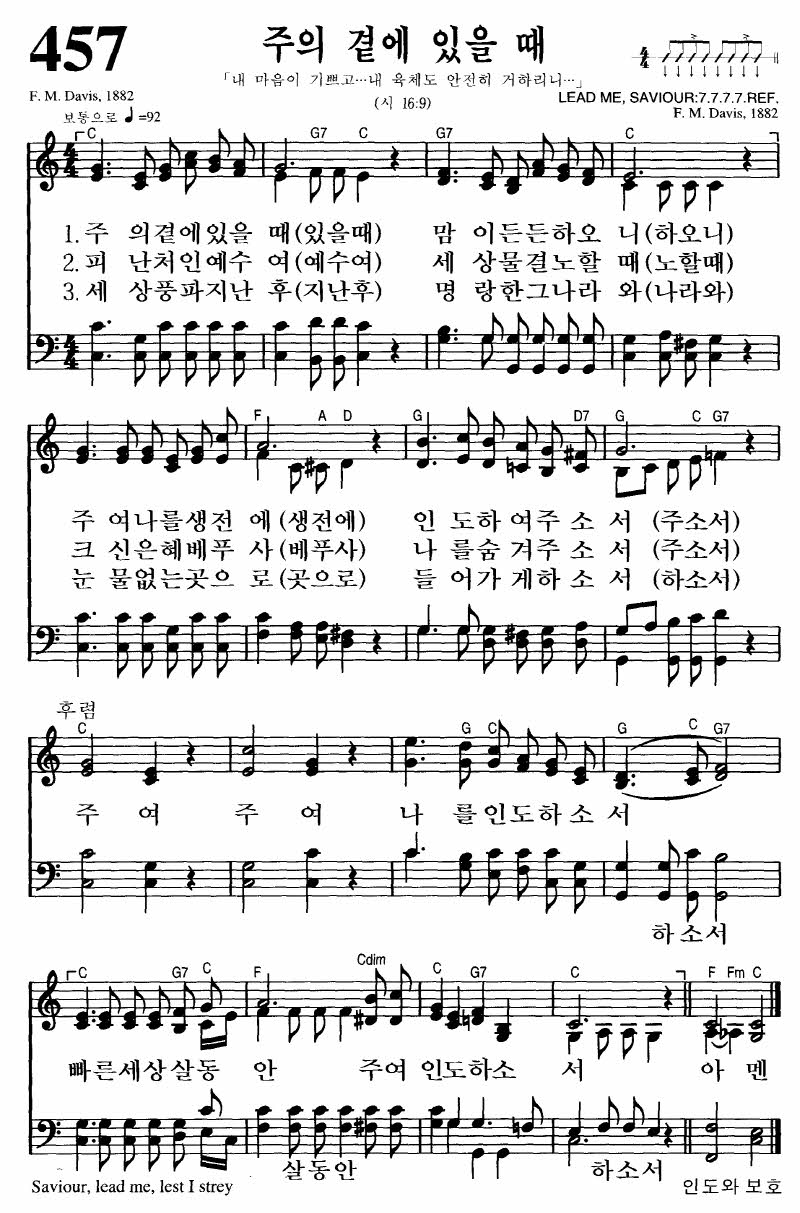 457
주의 곁에 있을 때
「내 마음이 기쁘고…내 육체도 안전히 거하리니…」
(시 16:9)
F. M. Davis, 1882
LEAD ME, SAVIOUR:7.7.7.7.REF.
F. M. Davis, 1882
보통으로 ♩=92
C G7 G7 C
1. 주 의곁에있을 때(있을때) 맘 이든든하오 니(하오니)
2. 피 난처인예수 여(예수여) 세 상물결노할 때(노할때)
3. 세 상풍파지난 후(지난후) 명 랑한그나라 와(나라와)
F A D G D7 G C G7
주 여나를생전 에(생전에) 인 도하여주소서 (주소서)
크 신은혜베푸 사(베푸사) 나 를숨겨주소서 (주소서)
눈 물없는곳으 로(곳으로) 들 어가게하소서 (하소서)
후렴
C G C G C G7
주 여 주 여 나 를인도하소서
하소서
C G7 C F Cdim C G7 C F Fm C
빠른세상살동 안 주여 인도하소 서 아멘
살동안 하소서
Saviour, lead me, lest I strey
인도와 보호